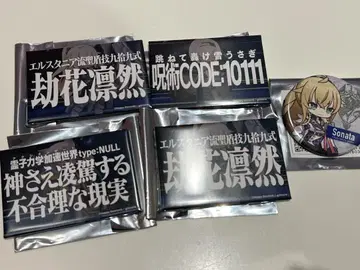 エルスタニア流聖盾技九拾九式
劫花凛然
跳ねて轟け雪うさぎ
呪術CODE:10111
Sonata
霊子力学加速世界type:NULL
神さえ凌駕する
不合理な現実
エルスタニア流聖盾技九拾九式
劫花凛然